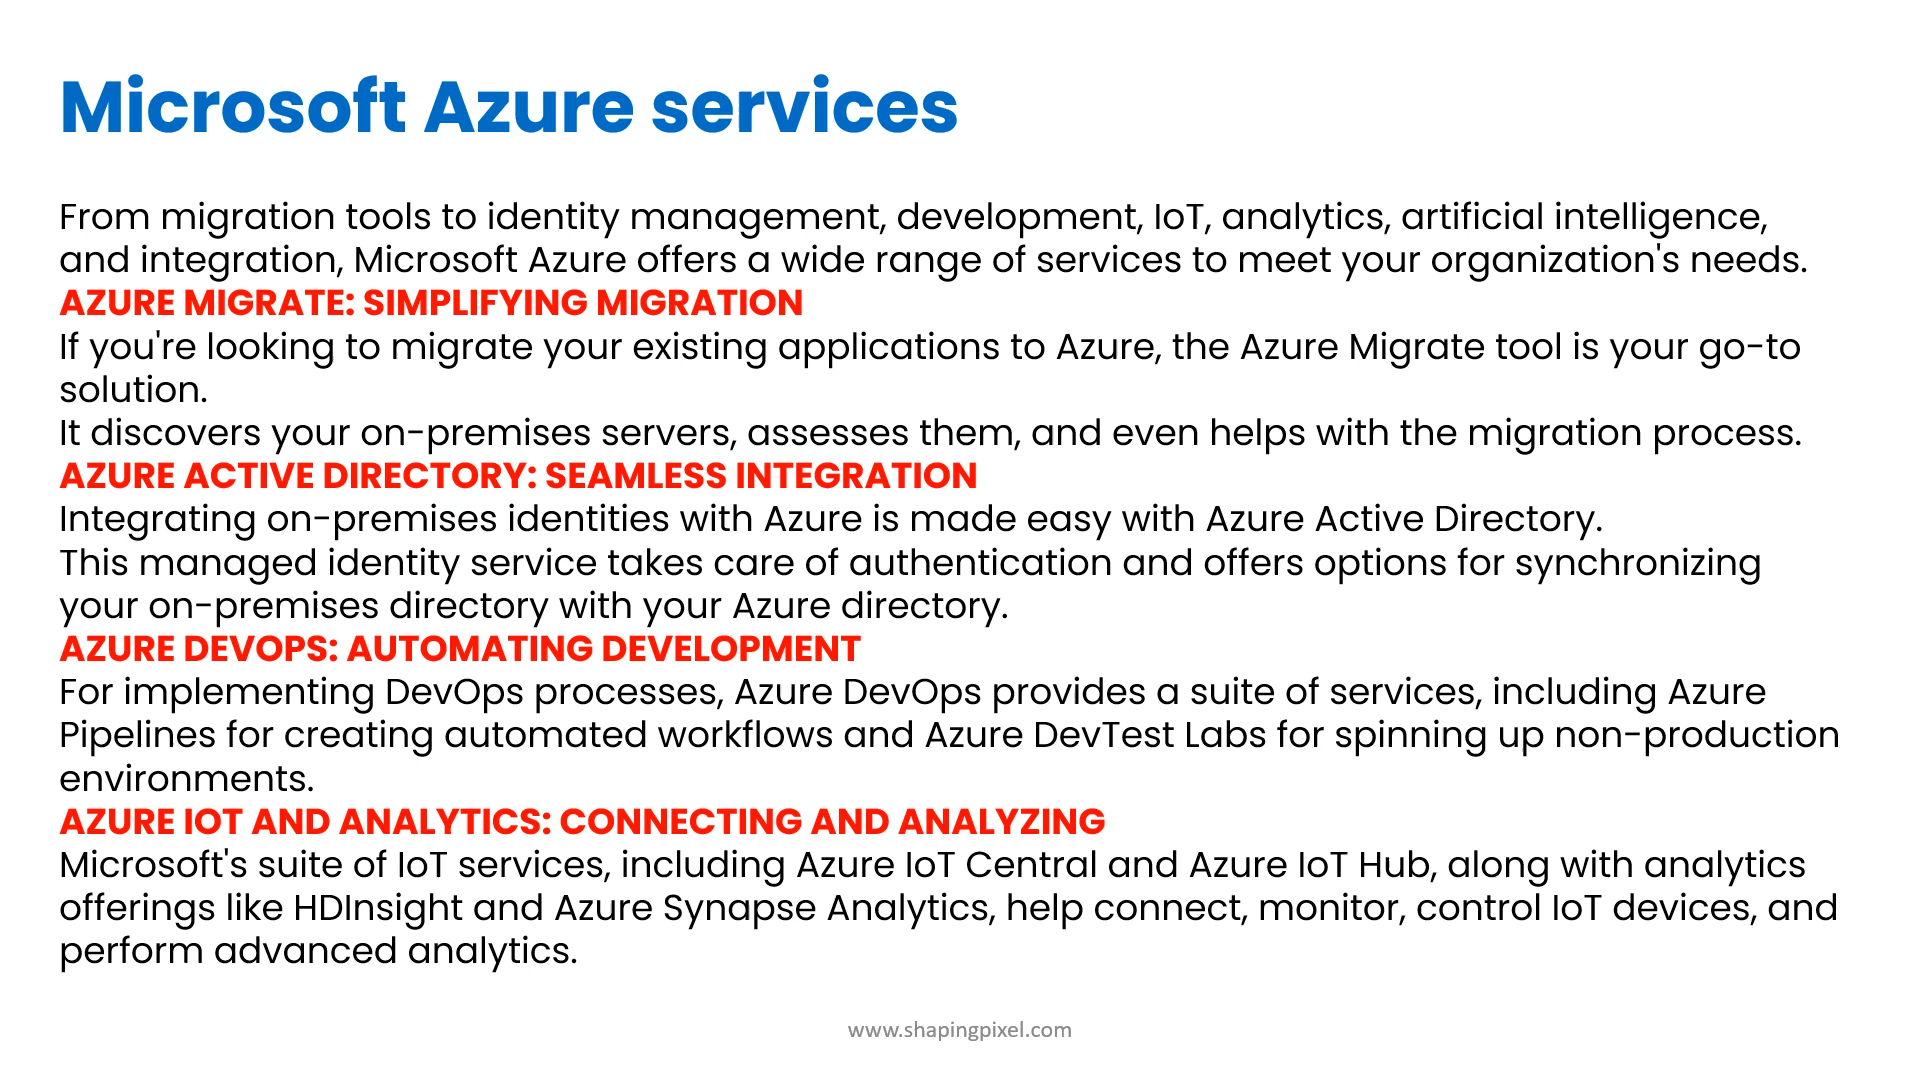 Microsoft Azure services
From migration tools to identity management, development, IoT, analytics, artificial intelligence,
and integration, Microsoft Azure offers a wide range of services to meet your organization's needs.
AZURE MIGRATE: SIMPLIFYING MIGRATION
If you're looking to migrate your existing applications to Azure, the Azure Migrate tool is your go-to
solution.
It discovers your on-premises servers, assesses them, and even helps with the migration process.
AZURE ACTIVE DIRECTORY: SEAMLESS INTEGRATION
Integrating on-premises identities with Azure is made easy with Azure Active Directory.
This managed identity service takes care of authentication and offers options for synchronizing
your on-premises directory with your Azure directory.
AZURE DEVOPS: AUTOMATING DEVELOPMENT
For implementing DevOps processes, Azure DevOps provides a suite of services, including Azure
Pipelines for creating automated workflows and Azure DevTest Labs for spinning up non-production
environments.
AZURE IOT AND ANALYTICS: CONNECTING AND ANALYZING
Microsoft's suite of IoT services, including Azure IoT Central and Azure IoT Hub, along with analytics
offerings like HDInsight and Azure Synapse Analytics, help connect, monitor, control IoT devices, and
perform advanced analytics.
www.shapingpixel.com